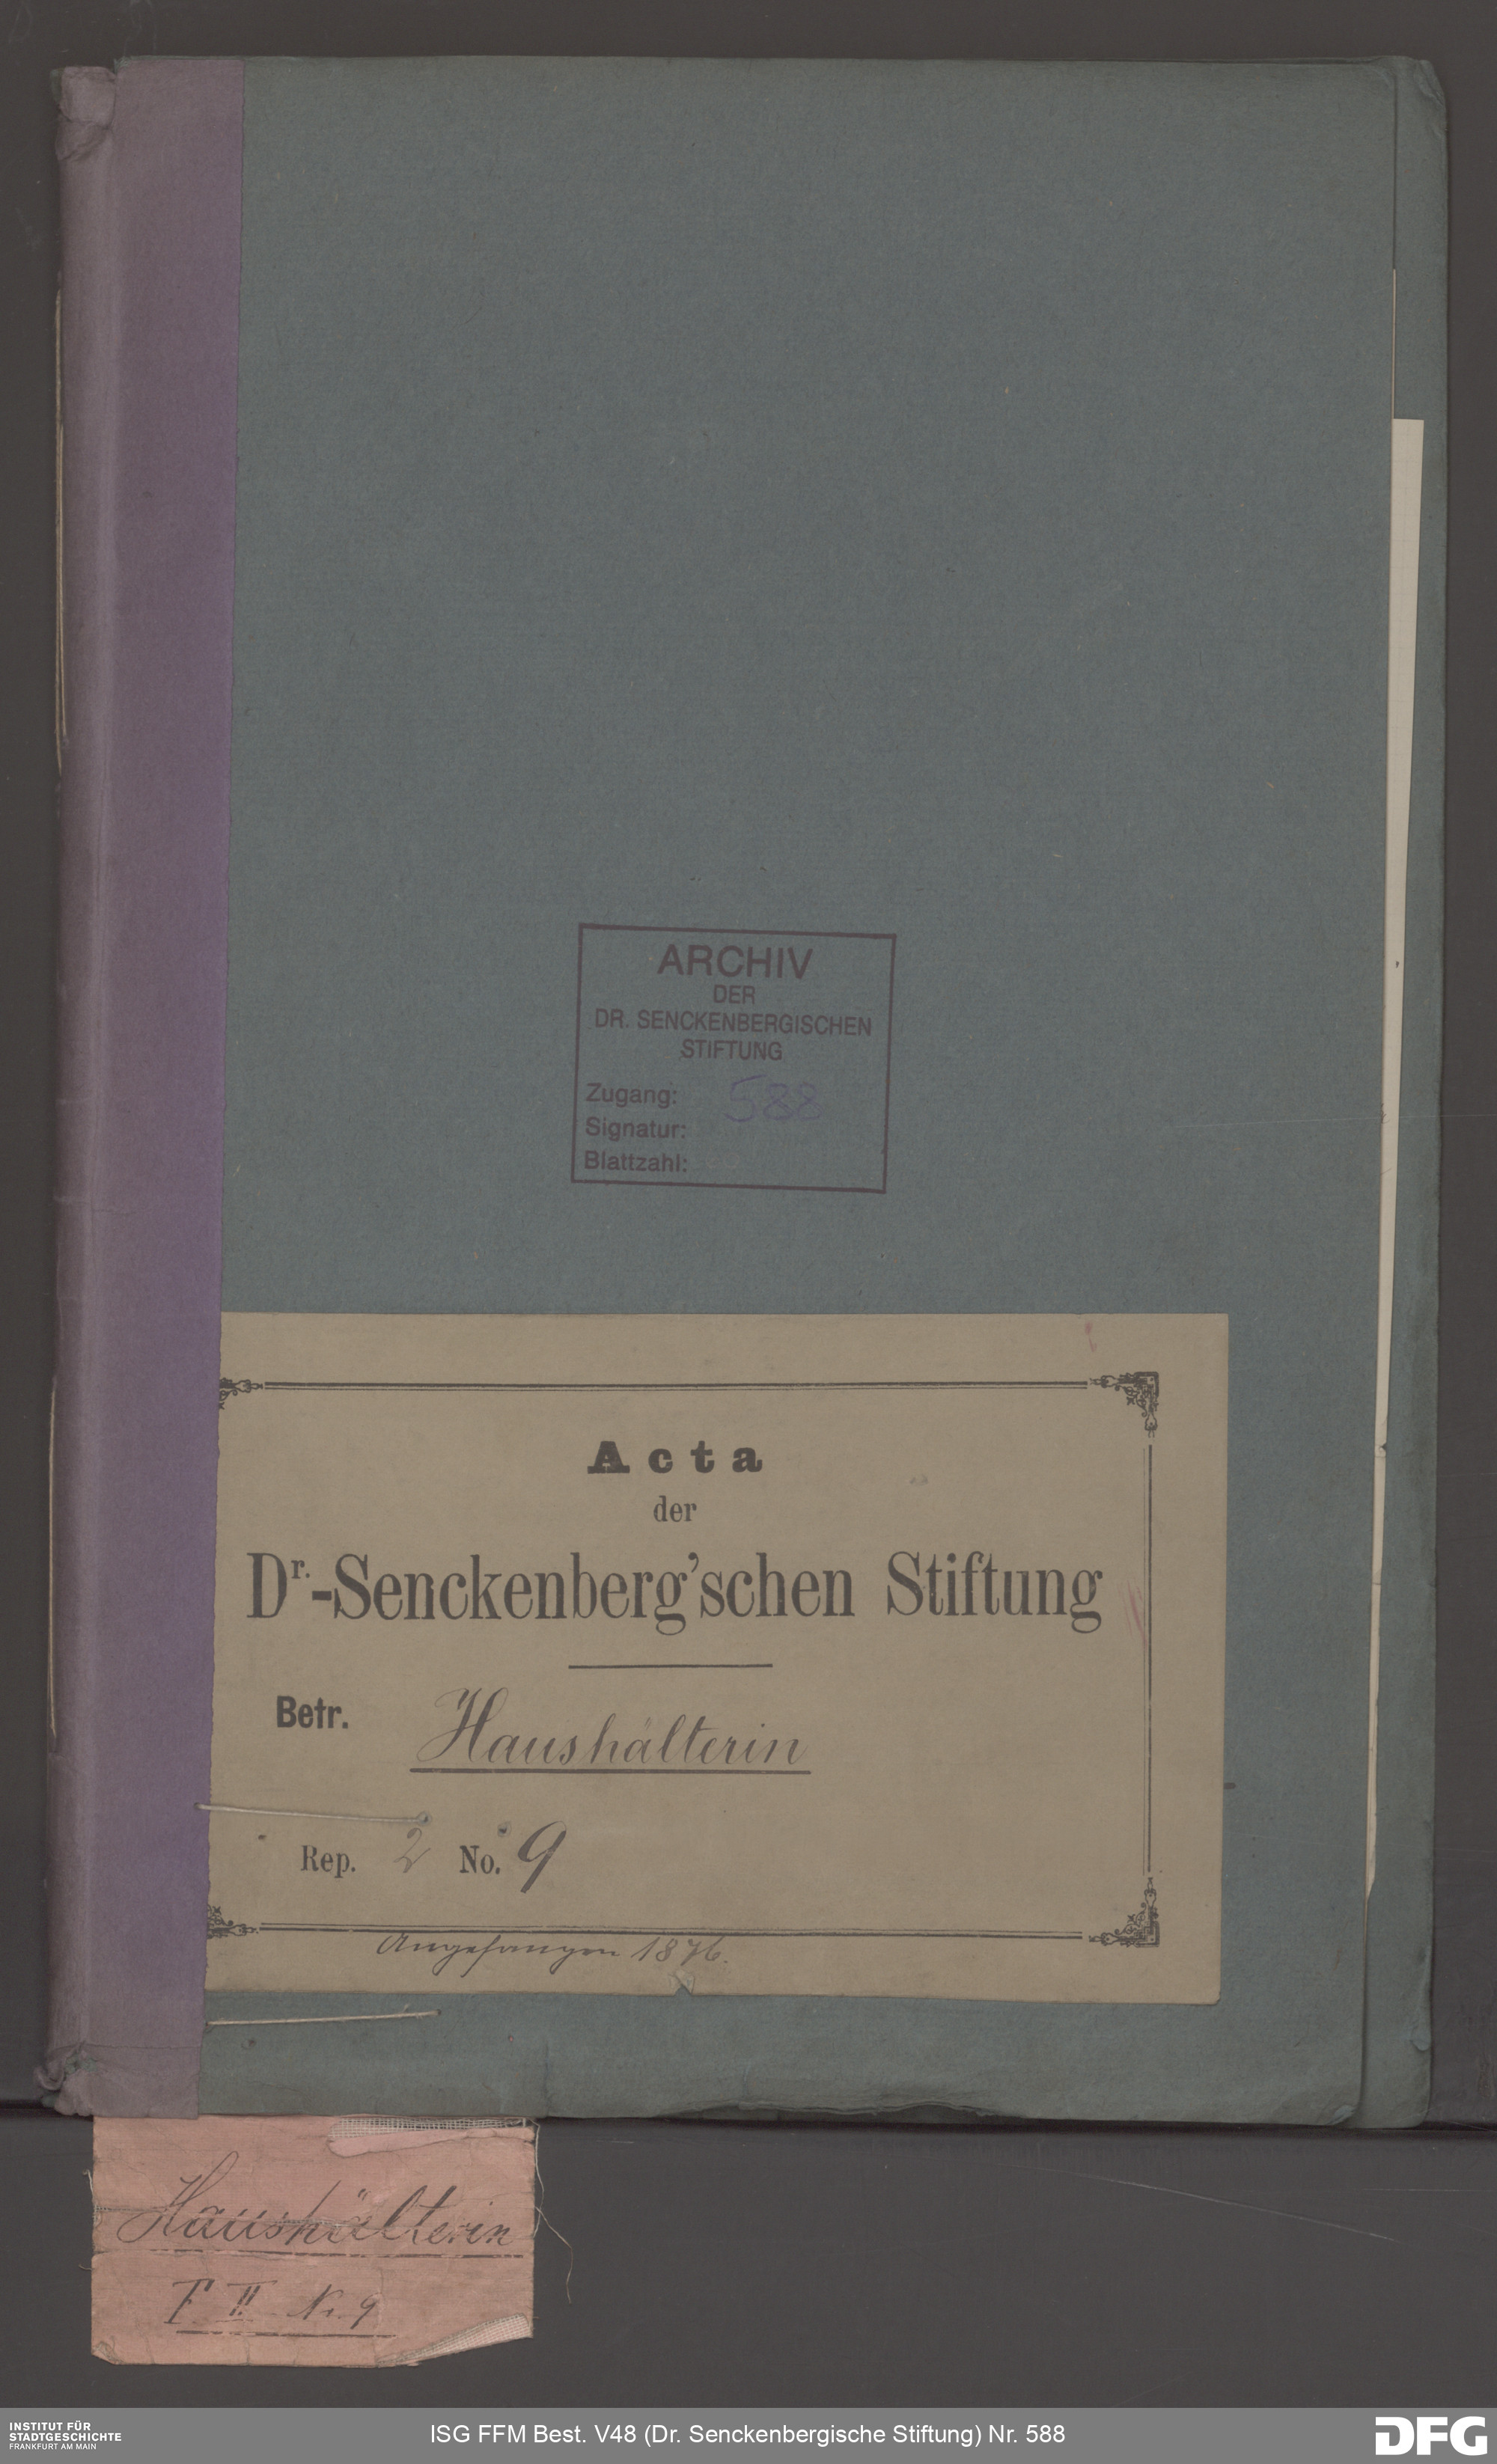 ARCHIV
DER
DR. SENCKENBERGISCHEN
STIFTUNG
Zugang: 588
Signatur:
Blattzahl:
Acta
der
Dr.-Senckenberg'schen Stiftung
Betr. Haushälterin
Rep. 2 No. 9
Angefangen 1876.
Haushälterin
F II Nr. 9
INSTITUT FÜR
STADTGESCHICHTE
FRANKFURT AM MAIN
ISG FFM Best. V48 (Dr. Senckenbergische Stiftung) Nr. 588
DFG